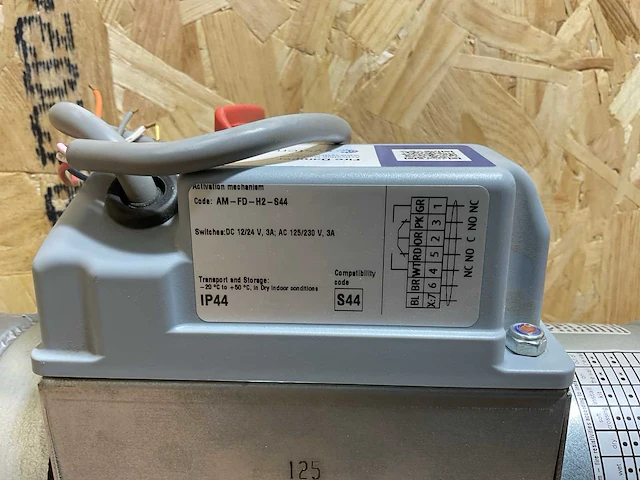 Activation mechanism
Code: AM-FD-H2-S44
Switches:DC 12/24 V, 3A; AC 125/230 V, 3A
Transport and Storage:
-20 °C to +50 °C, in Dry indoor conditions
IP44
Compatibility
code
S44
GR PK OR RD WT BR BL
1 3 2 5 4 6 X-7
NC NO C NO NC
125